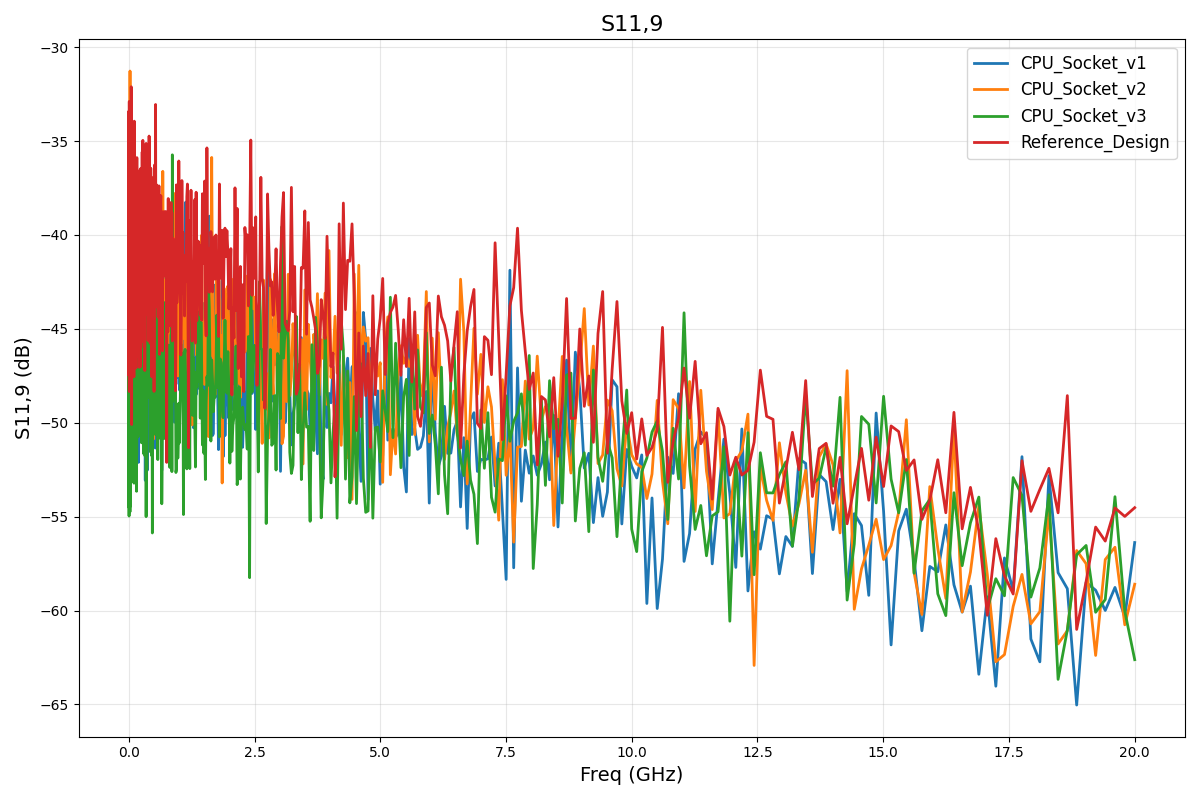 S11,9
CPU_Socket_v1
CPU_Socket_v2
CPU_Socket_v3
Reference_Design
S11,9 (dB)
−30
−35
−40
−45
−50
−55
−60
−65
0.0 2.5 5.0 7.5 10.0 12.5 15.0 17.5 20.0
Freq (GHz)